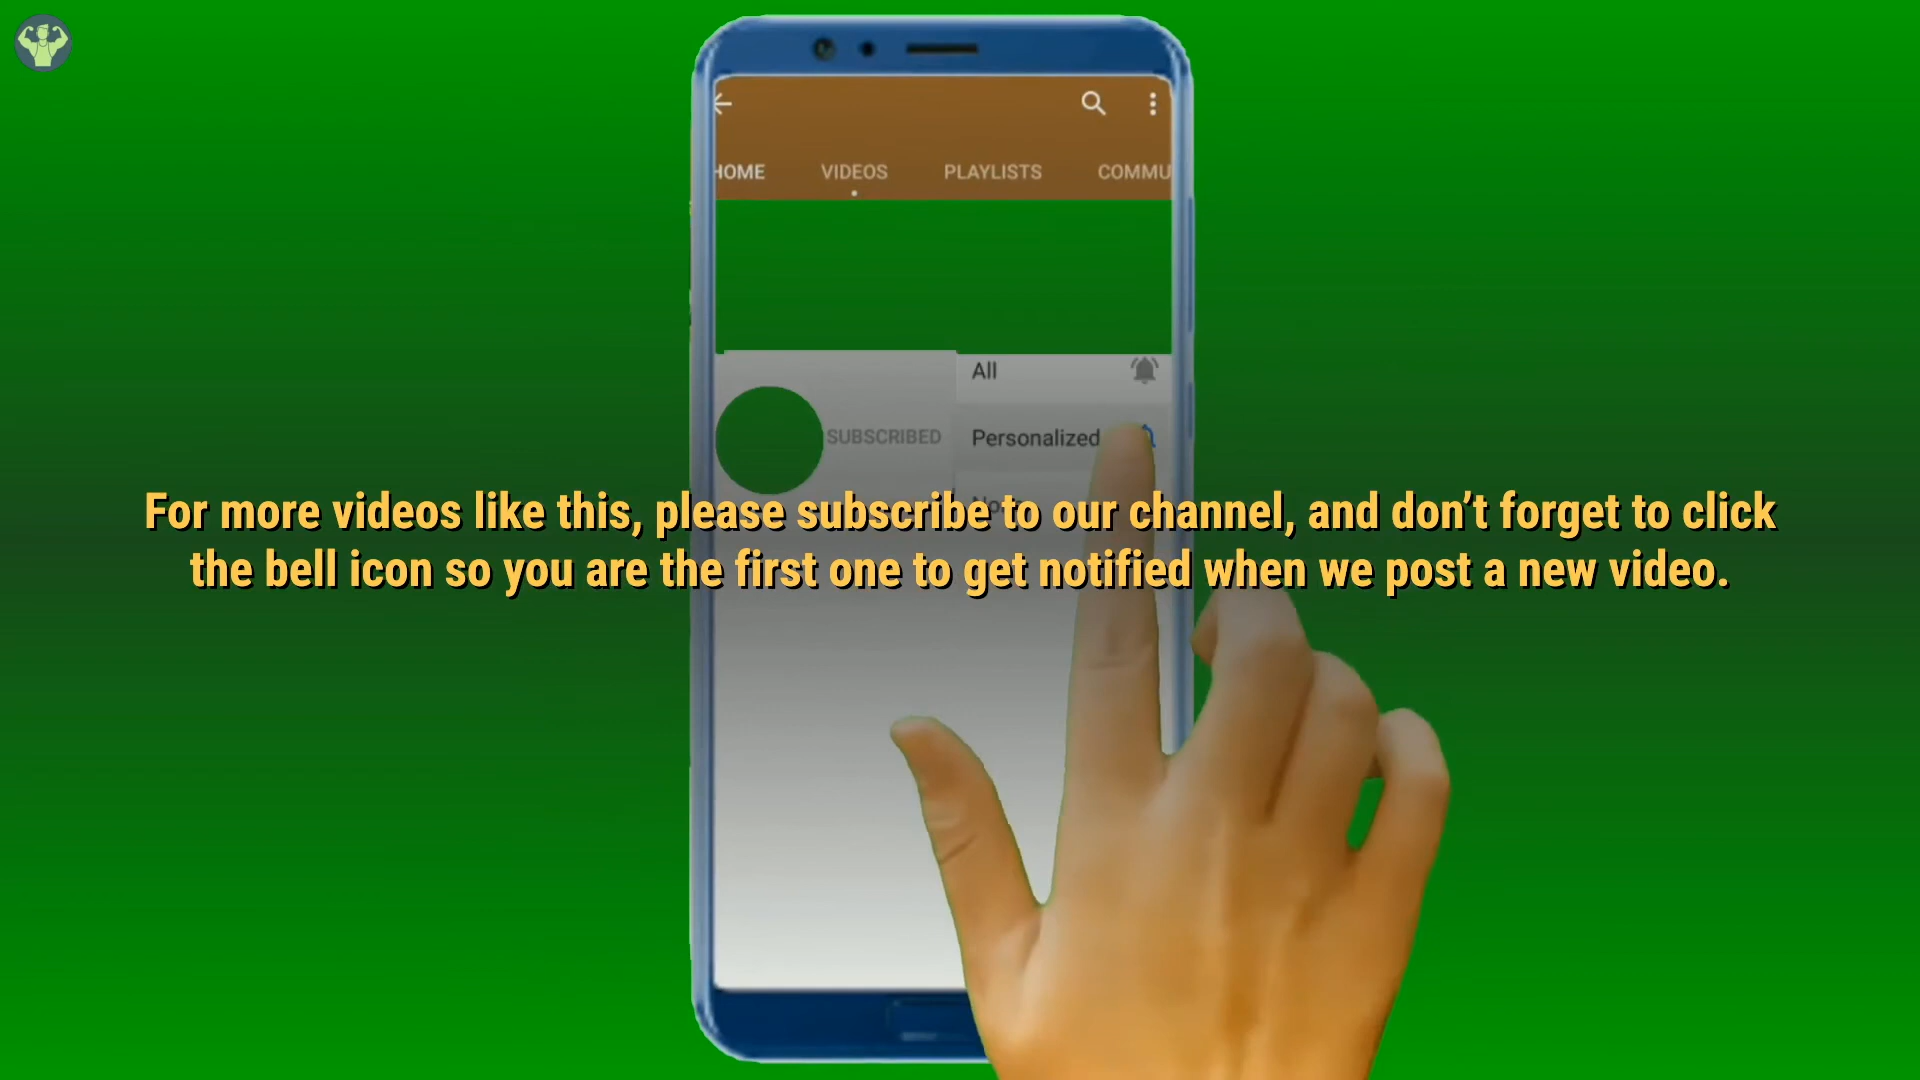 HOME VIDEOS PLAYLISTS COMMU
All
SUBSCRIBED Personalized
For more videos like this, please subscribe to our channel, and don’t forget to click
the bell icon so you are the first one to get notified when we post a new video.